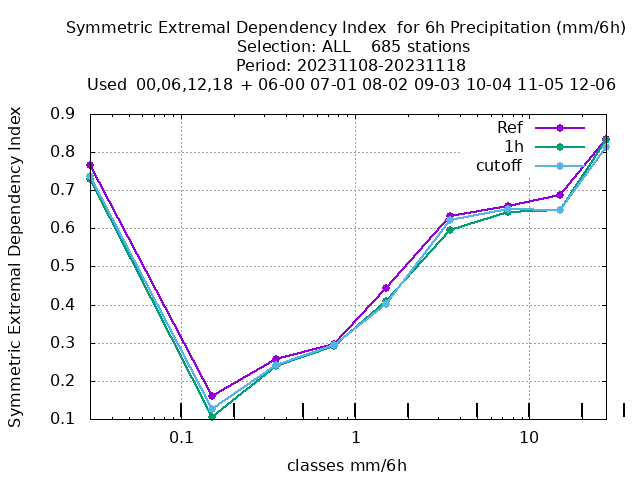 Symmetric Extremal Dependency Index  for 6h Precipitation (mm/6h)
Selection: ALL    685 stations
Period: 20231108-20231118
Used  00,06,12,18  + 06-00 07-01 08-02 09-03 10-04 11-05 12-06
Symmetric Extremal Dependency Index
0.9
0.8
0.7
0.6
0.5
0.4
0.3
0.2
0.1
Ref
1h
cutoff
0.1
1
10
classes mm/6h